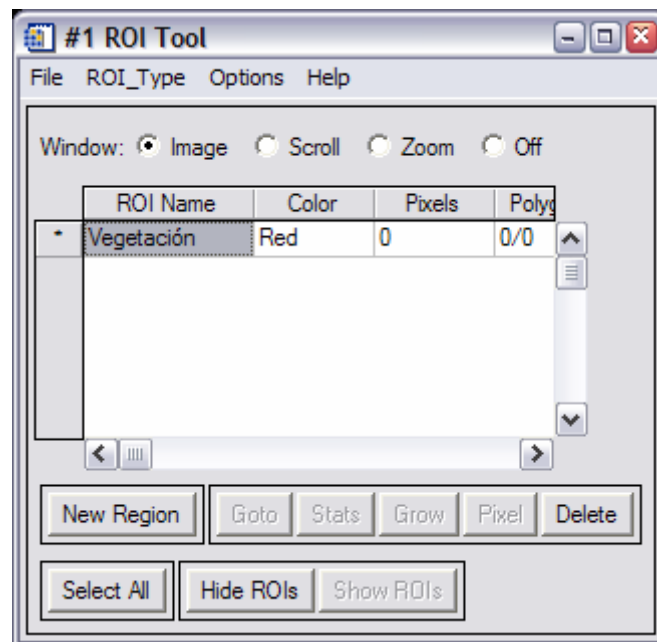 #1 ROI Tool
File ROI_Type Options Help
Window: Image Scroll Zoom Off
ROI Name Color Pixels Polyg
* Vegetación Red 0 0/0
New Region Goto Stats Grow Pixel Delete
Select All Hide ROIs Show ROIs